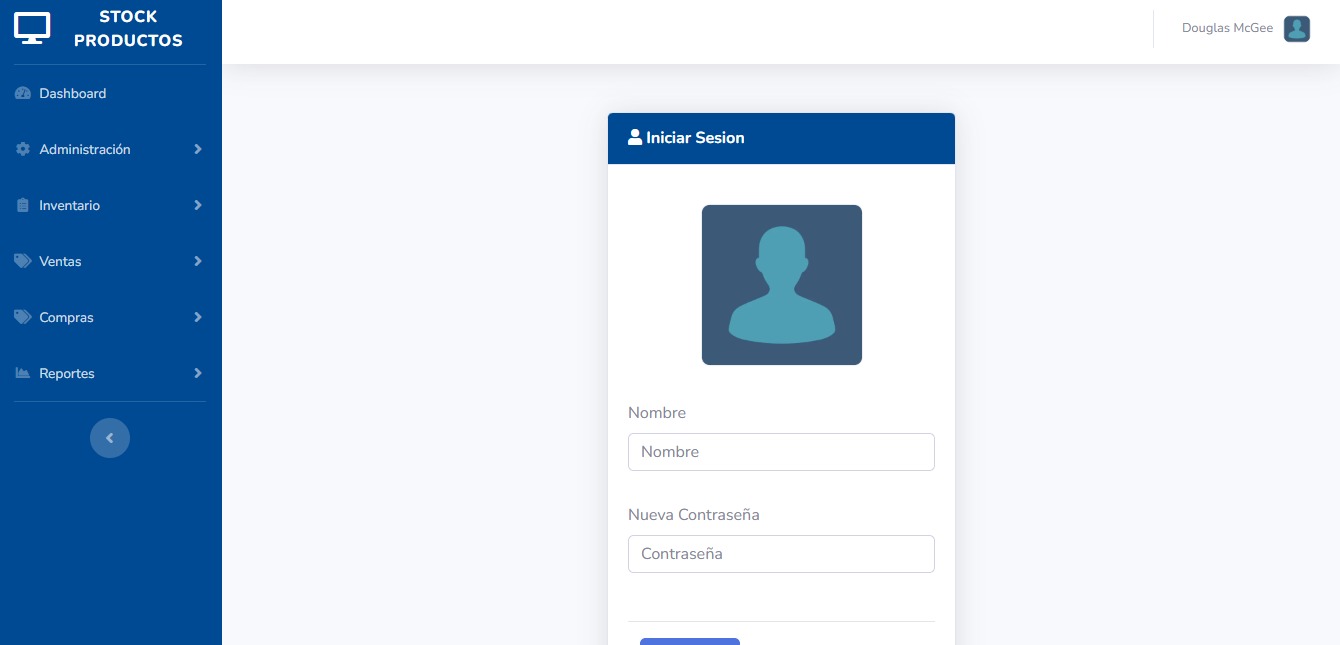 STOCK
PRODUCTOS
Dashboard
Administración
Inventario
Ventas
Compras
Reportes
Douglas McGee
Iniciar Sesion
Nombre
Nombre
Nueva Contraseña
Contraseña